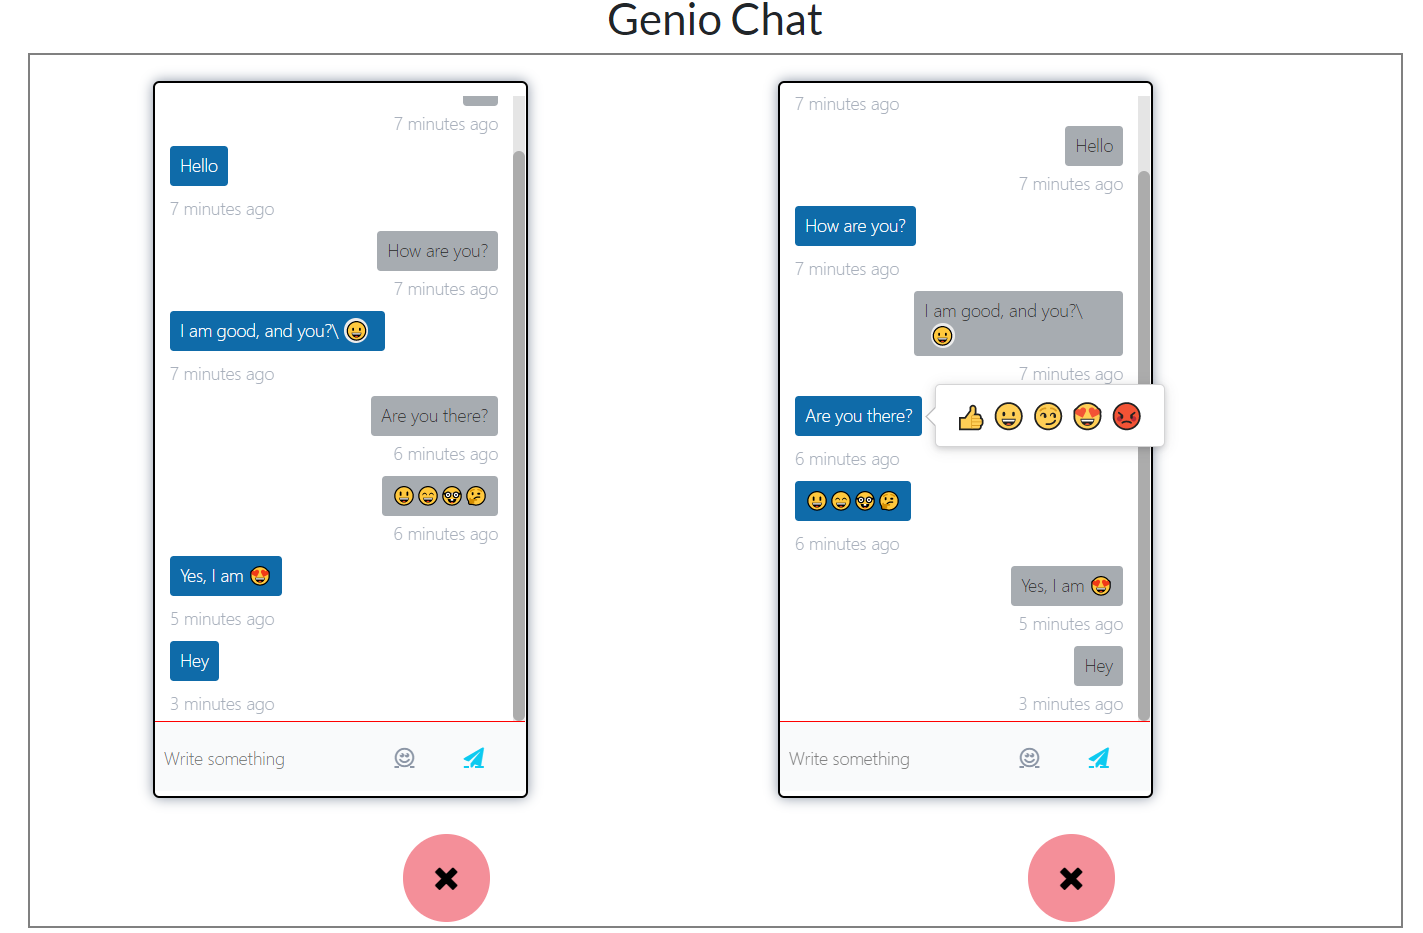 Genio Chat
7 minutes ago
Hello
7 minutes ago
How are you?
7 minutes ago
I am good, and you?\ 😀
7 minutes ago
Are you there?
6 minutes ago
😃😄🤓🤔
6 minutes ago
Yes, I am 😍
5 minutes ago
Hey
3 minutes ago
Write something
7 minutes ago
Hello
7 minutes ago
How are you?
7 minutes ago
I am good, and you?\
😀
7 minutes ago
Are you there?
👍😀😏😍😡
6 minutes ago
😃😄🤓🤔
6 minutes ago
Yes, I am 😍
5 minutes ago
Hey
3 minutes ago
Write something